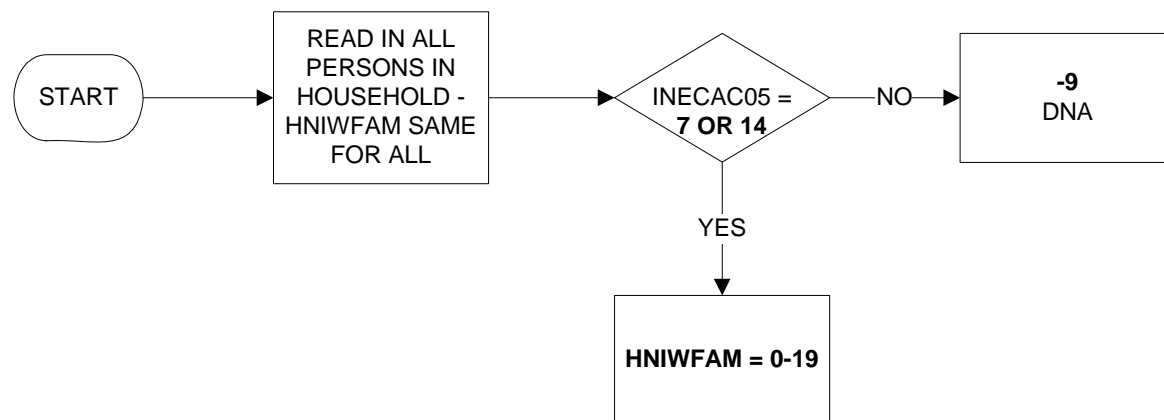 START
READ IN ALL
PERSONS IN
HOUSEHOLD -
HNIWFAM SAME
FOR ALL
INECAC05 =
7 OR 14
NO
-9
DNA
YES
HNIWFAM = 0-19